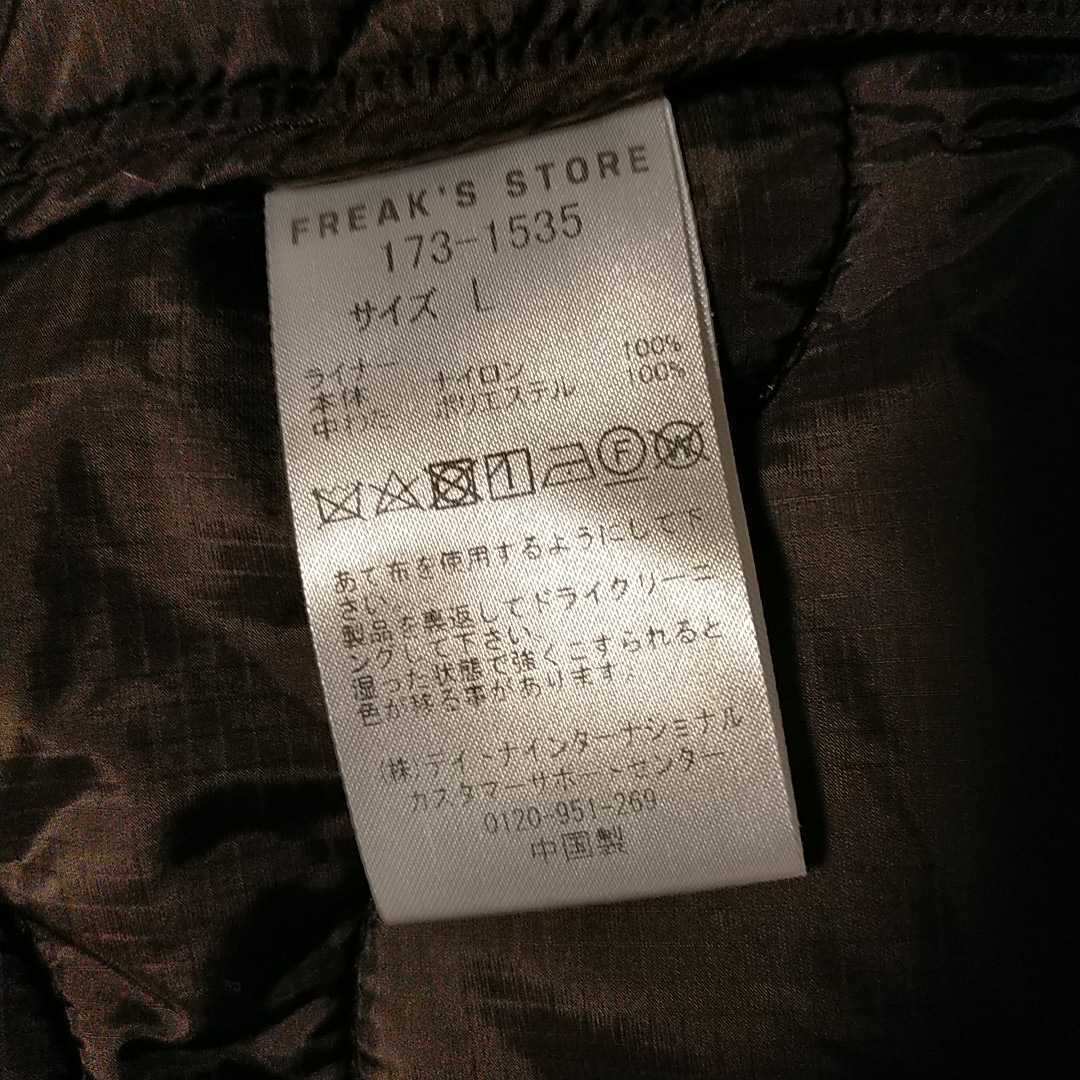 FREAK'S STORE
173-1535
サイズ L
ライナー
本体 ナイロン 100%
中わた ポリエステル 100%
F W
あて布を使用するようにして下
さい。
製品を裏返してドライクリーニ
ングして下さい。
湿った状態で強くこすられると
色が移る事があります。
(株)デイトナインターナショナル
カスタマーサポートセンター
0120-951-269
中国製